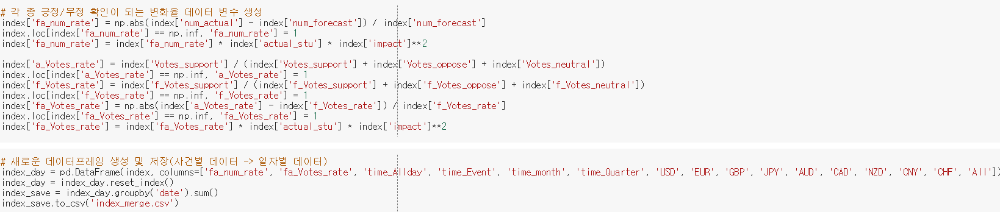 # 각 종 긍정/부정 확인이 되는 변화율 데이터 변수 생성
index['fa_num_rate'] = np.abs(index['num_actual'] - index['num_forecast']) / index['num_forecast']
index.loc[index['fa_num_rate'] == np.inf, 'fa_num_rate'] = 1
index['fa_num_rate'] = index['fa_num_rate'] * index['actual_stu'] * index['impact']**2
index['a_Votes_rate'] = index['Votes_support'] / (index['Votes_support'] + index['Votes_oppose'] + index['Votes_neutral'])
index.loc[index['a_Votes_rate'] == np.inf, 'a_Votes_rate'] = 1
index['f_Votes_rate'] = index['f_Votes_support'] / (index['f_Votes_support'] + index['f_Votes_oppose'] + index['f_Votes_neutral'])
index.loc[index['f_Votes_rate'] == np.inf, 'f_Votes_rate'] = 1
index['fa_Votes_rate'] = np.abs(index['a_Votes_rate'] - index['f_Votes_rate']) / index['f_Votes_rate']
index.loc[index['fa_Votes_rate'] == np.inf, 'fa_Votes_rate'] = 1
index['fa_Votes_rate'] = index['fa_Votes_rate'] * index['actual_stu'] * index['impact']**2
# 새로운 데이터프레임 생성 및 저장(사건별 데이터 -> 일자별 데이터)
index_day = pd.DataFrame(index, columns=['fa_num_rate', 'fa_Votes_rate', 'time_Allday', 'time_Event', 'time_month', 'time_Quarter', 'USD', 'EUR', 'GBP', 'JPY', 'AUD', 'CAD', 'NZD', 'CNY', 'CHF', 'All'])
index_day = index_day.reset_index()
index_save = index_day.groupby('date').sum()
index_save.to_csv('index_merge.csv')